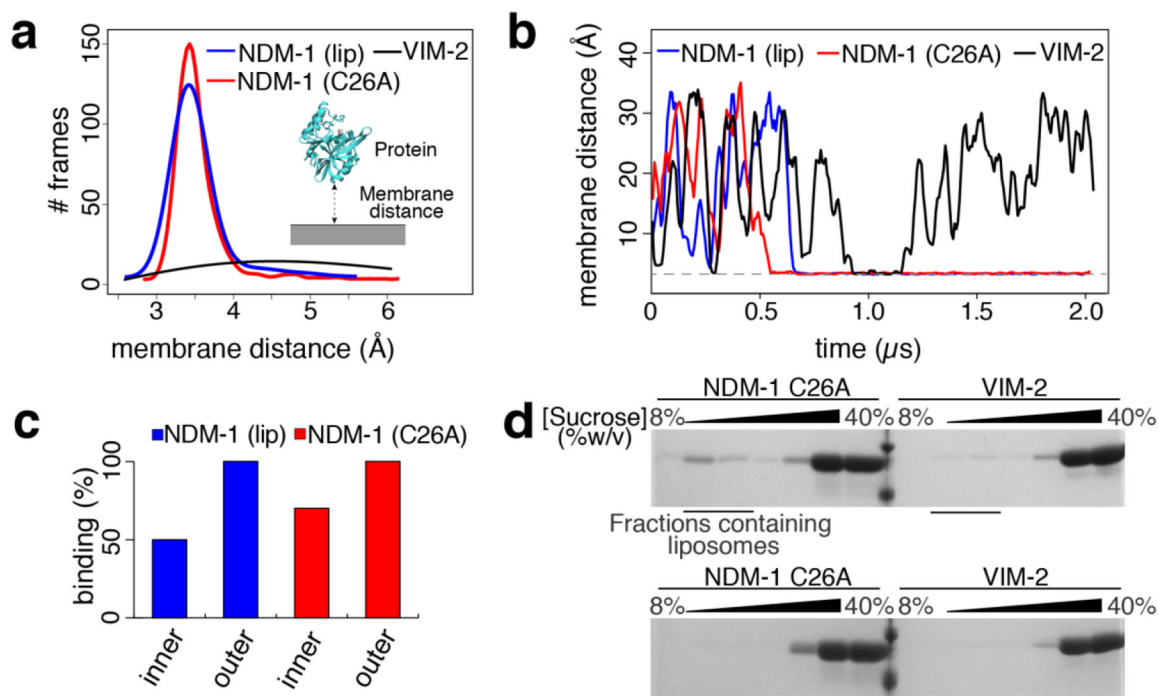 a
NDM-1 (lip) VIM-2
NDM-1 (C26A)
# frames
150
100
50
0
Protein
Membrane
distance
3 4 5 6
membrane distance (Å)
b
NDM-1 (lip) NDM-1 (C26A) VIM-2
membrane distance (Å)
40
30
20
10
0 0.5 1.0 1.5 2.0
time (µs)
c
NDM-1 (lip) NDM-1 (C26A)
binding (%)
100
50
0
inner outer inner outer
d
NDM-1 C26A VIM-2
[Sucrose] 8% 40% 8% 40%
(%w/v)
Fractions containing
liposomes
NDM-1 C26A VIM-2
8% 40% 8% 40%